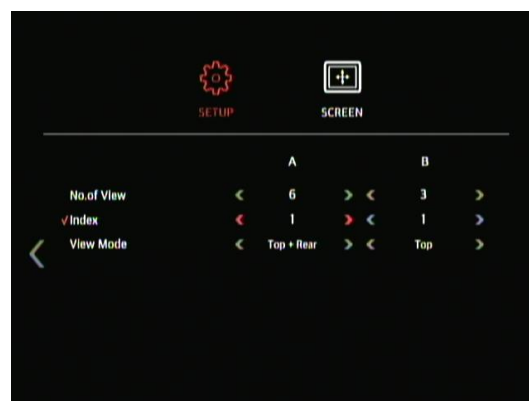 SETUP SCREEN
A B
No.of View 6 3
√Index 1 1
View Mode Top + Rear Top